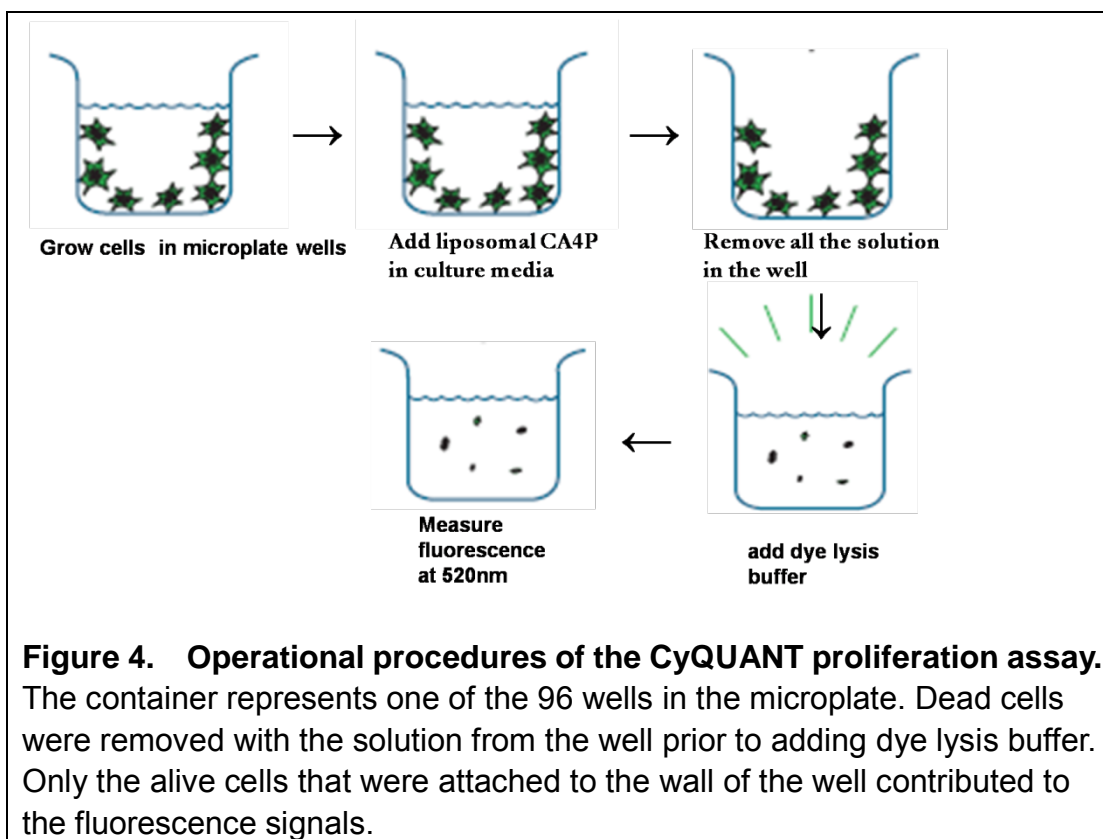 Grow cells in microplate wells
Add liposomal CA4P
in culture media
Remove all the solution
in the well
Measure
fluorescence
at 520nm
add dye lysis
buffer
Figure 4. Operational procedures of the CyQUANT proliferation assay.
The container represents one of the 96 wells in the microplate. Dead cells
were removed with the solution from the well prior to adding dye lysis buffer.
Only the alive cells that were attached to the wall of the well contributed to
the fluorescence signals.